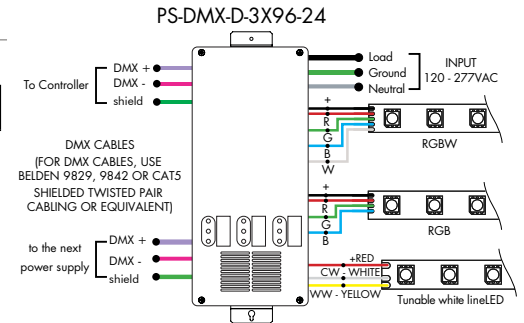 PS-DMX-D-3X96-24
To Controller
DMX +
DMX -
shield
Load
Ground
Neutral
INPUT
120 - 277VAC
DMX CABLES
(FOR DMX CABLES, USE
BELDEN 9829, 9842 OR CAT5
SHIELDED TWISTED PAIR
CABLING OR EQUIVALENT)
+
R
G
B
W
RGBW
+
R
G
B
RGB
to the next
power supply
DMX +
DMX -
shield
+RED
CW - WHITE
WW - YELLOW
Tunable white lineLED